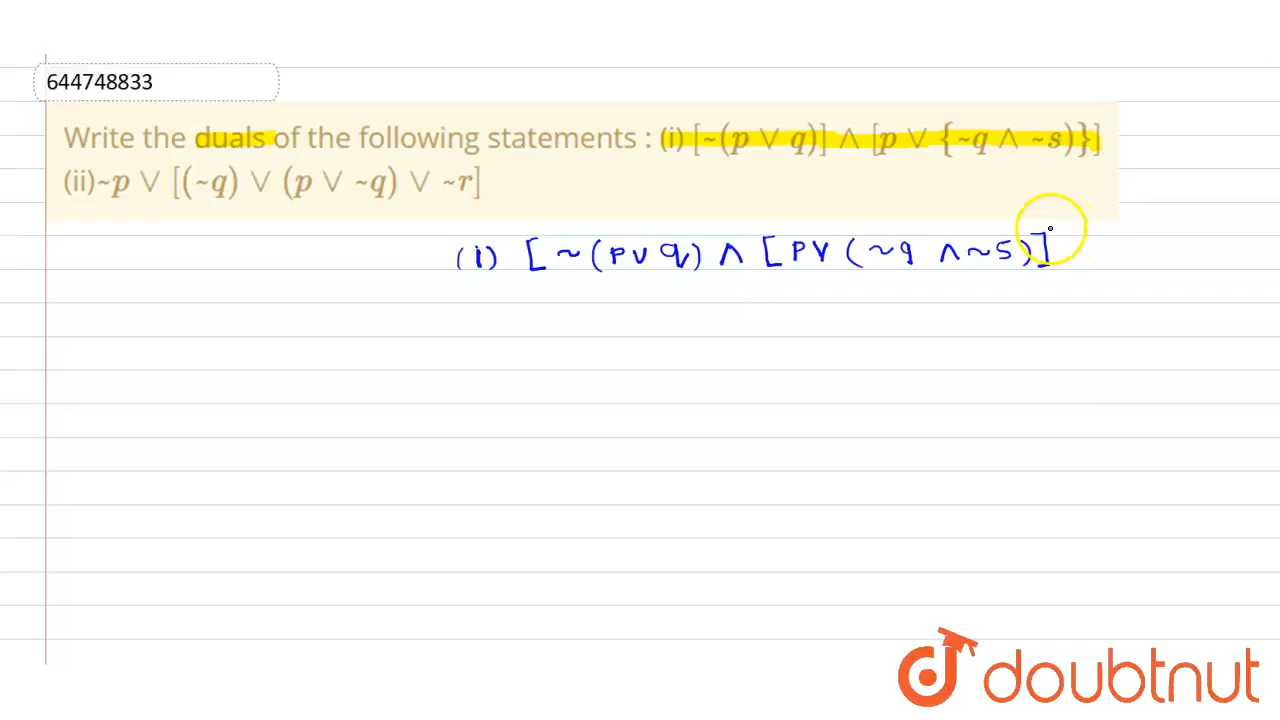 644748833
Write the duals of the following statements : (i) [~(p ∨ q)] ∧ [p ∨ {~q ∧ ~s)}]
(ii)~p ∨ [(~q) ∨ (p ∨ ~q) ∨ ~r]
(i) [~(p∨q) ∧ [p∨(~q ∧~s)]
doubtnut